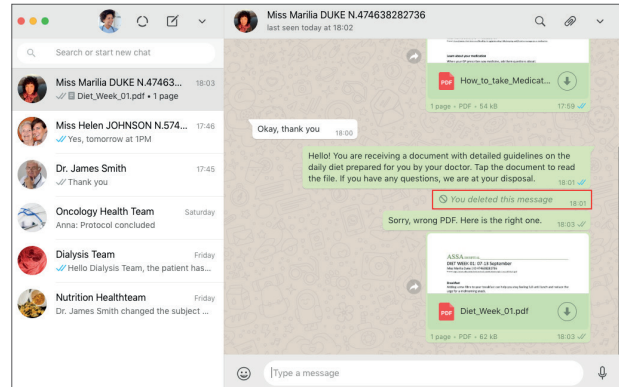 Miss Marilia DUKE N.474638282736
last seen today at 18:02
Search or start new chat
Miss Marilia DUKE N.47463... 18:03
Diet_Week_01.pdf • 1 page
Miss Helen JOHNSON N.574... 17:46
Yes, tomorrow at 1PM
Dr. James Smith 17:45
Thank you
Oncology Health Team Saturday
Anna: Protocol concluded
Dialysis Team Friday
Hello Dialysis Team, the patient has...
Nutrition Healthteam Friday
Dr. James Smith changed the subject ...
Learn about your medication
PDF How_to_take_Medicat...
1 page • PDF • 54 kB 17:59
Okay, thank you 18:00
Hello! You are receiving a document with detailed guidelines on the
daily diet prepared for you by your doctor. Tap the document to read
the file. If you have any questions, we are at your disposal.
18:01
You deleted this message 18:01
Sorry, wrong PDF. Here is the right one. 18:03
ASSA
DIET WEEK 01: 07-13 September
Breakfast
PDF Diet_Week_01.pdf
1 page • PDF • 62 kB 18:03
Type a message